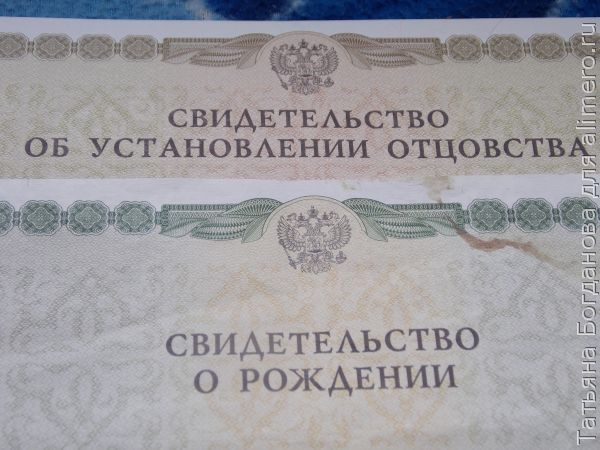 СВИДЕТЕЛЬСТВО
ОБ УСТАНОВЛЕНИИ ОТЦОВСТВА
СВИДЕТЕЛЬСТВО
О РОЖДЕНИИ
Татьяна Богданова для alimero.ru